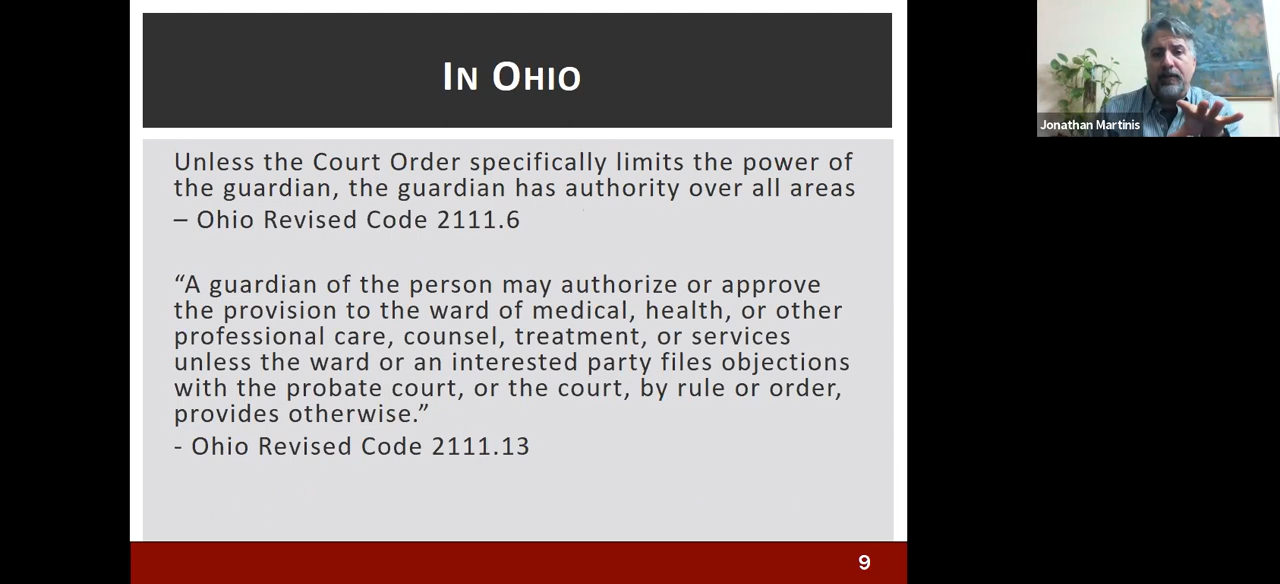 IN OHIO
Unless the Court Order specifically limits the power of
the guardian, the guardian has authority over all areas
– Ohio Revised Code 2111.6
“A guardian of the person may authorize or approve
the provision to the ward of medical, health, or other
professional care, counsel, treatment, or services
unless the ward or an interested party files objections
with the probate court, or the court, by rule or order,
provides otherwise.”
- Ohio Revised Code 2111.13
9
Jonathan Martinis